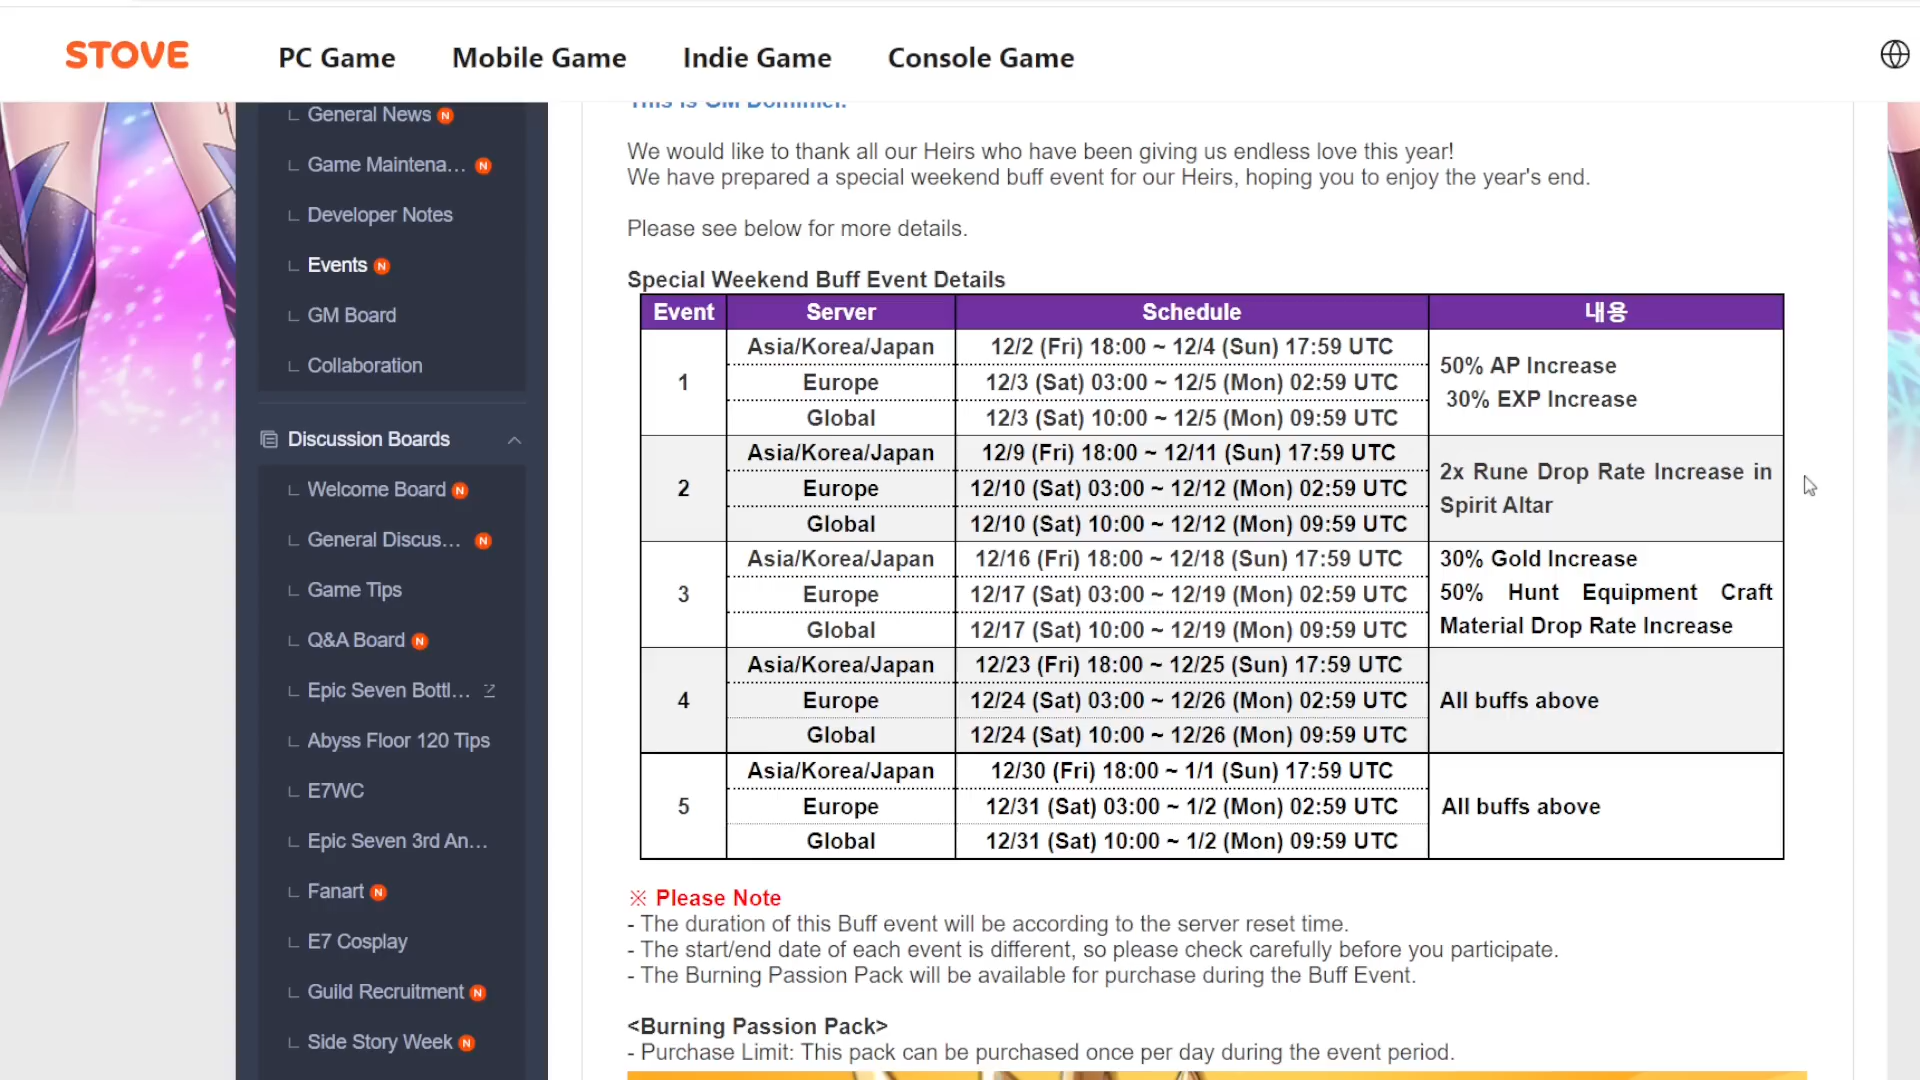 STOVE
PC Game
Mobile Game
Indie Game
Console Game
General News N
Game Maintena... N
Developer Notes
Events N
GM Board
Collaboration
Discussion Boards
Welcome Board N
General Discus... N
Game Tips
Q&A Board N
Epic Seven Bottl...
Abyss Floor 120 Tips
E7WC
Epic Seven 3rd An...
Fanart N
E7 Cosplay
Guild Recruitment N
Side Story Week N
We would like to thank all our Heirs who have been giving us endless love this year!
We have prepared a special weekend buff event for our Heirs, hoping you to enjoy the year's end.
Please see below for more details.
Special Weekend Buff Event Details
Event Server Schedule 내용
1
Asia/Korea/Japan 12/2 (Fri) 18:00 ~ 12/4 (Sun) 17:59 UTC
Europe 12/3 (Sat) 03:00 ~ 12/5 (Mon) 02:59 UTC
Global 12/3 (Sat) 10:00 ~ 12/5 (Mon) 09:59 UTC
50% AP Increase
30% EXP Increase
2
Asia/Korea/Japan 12/9 (Fri) 18:00 ~ 12/11 (Sun) 17:59 UTC
Europe 12/10 (Sat) 03:00 ~ 12/12 (Mon) 02:59 UTC
Global 12/10 (Sat) 10:00 ~ 12/12 (Mon) 09:59 UTC
2x Rune Drop Rate Increase in
Spirit Altar
3
Asia/Korea/Japan 12/16 (Fri) 18:00 ~ 12/18 (Sun) 17:59 UTC
Europe 12/17 (Sat) 03:00 ~ 12/19 (Mon) 02:59 UTC
Global 12/17 (Sat) 10:00 ~ 12/19 (Mon) 09:59 UTC
30% Gold Increase
50% Hunt Equipment Craft
Material Drop Rate Increase
4
Asia/Korea/Japan 12/23 (Fri) 18:00 ~ 12/25 (Sun) 17:59 UTC
Europe 12/24 (Sat) 03:00 ~ 12/26 (Mon) 02:59 UTC
Global 12/24 (Sat) 10:00 ~ 12/26 (Mon) 09:59 UTC
All buffs above
5
Asia/Korea/Japan 12/30 (Fri) 18:00 ~ 1/1 (Sun) 17:59 UTC
Europe 12/31 (Sat) 03:00 ~ 1/2 (Mon) 02:59 UTC
Global 12/31 (Sat) 10:00 ~ 1/2 (Mon) 09:59 UTC
All buffs above
※ Please Note
- The duration of this Buff event will be according to the server reset time.
- The start/end date of each event is different, so please check carefully before you participate.
- The Burning Passion Pack will be available for purchase during the Buff Event.
<Burning Passion Pack>
- Purchase Limit: This pack can be purchased once per day during the event period.